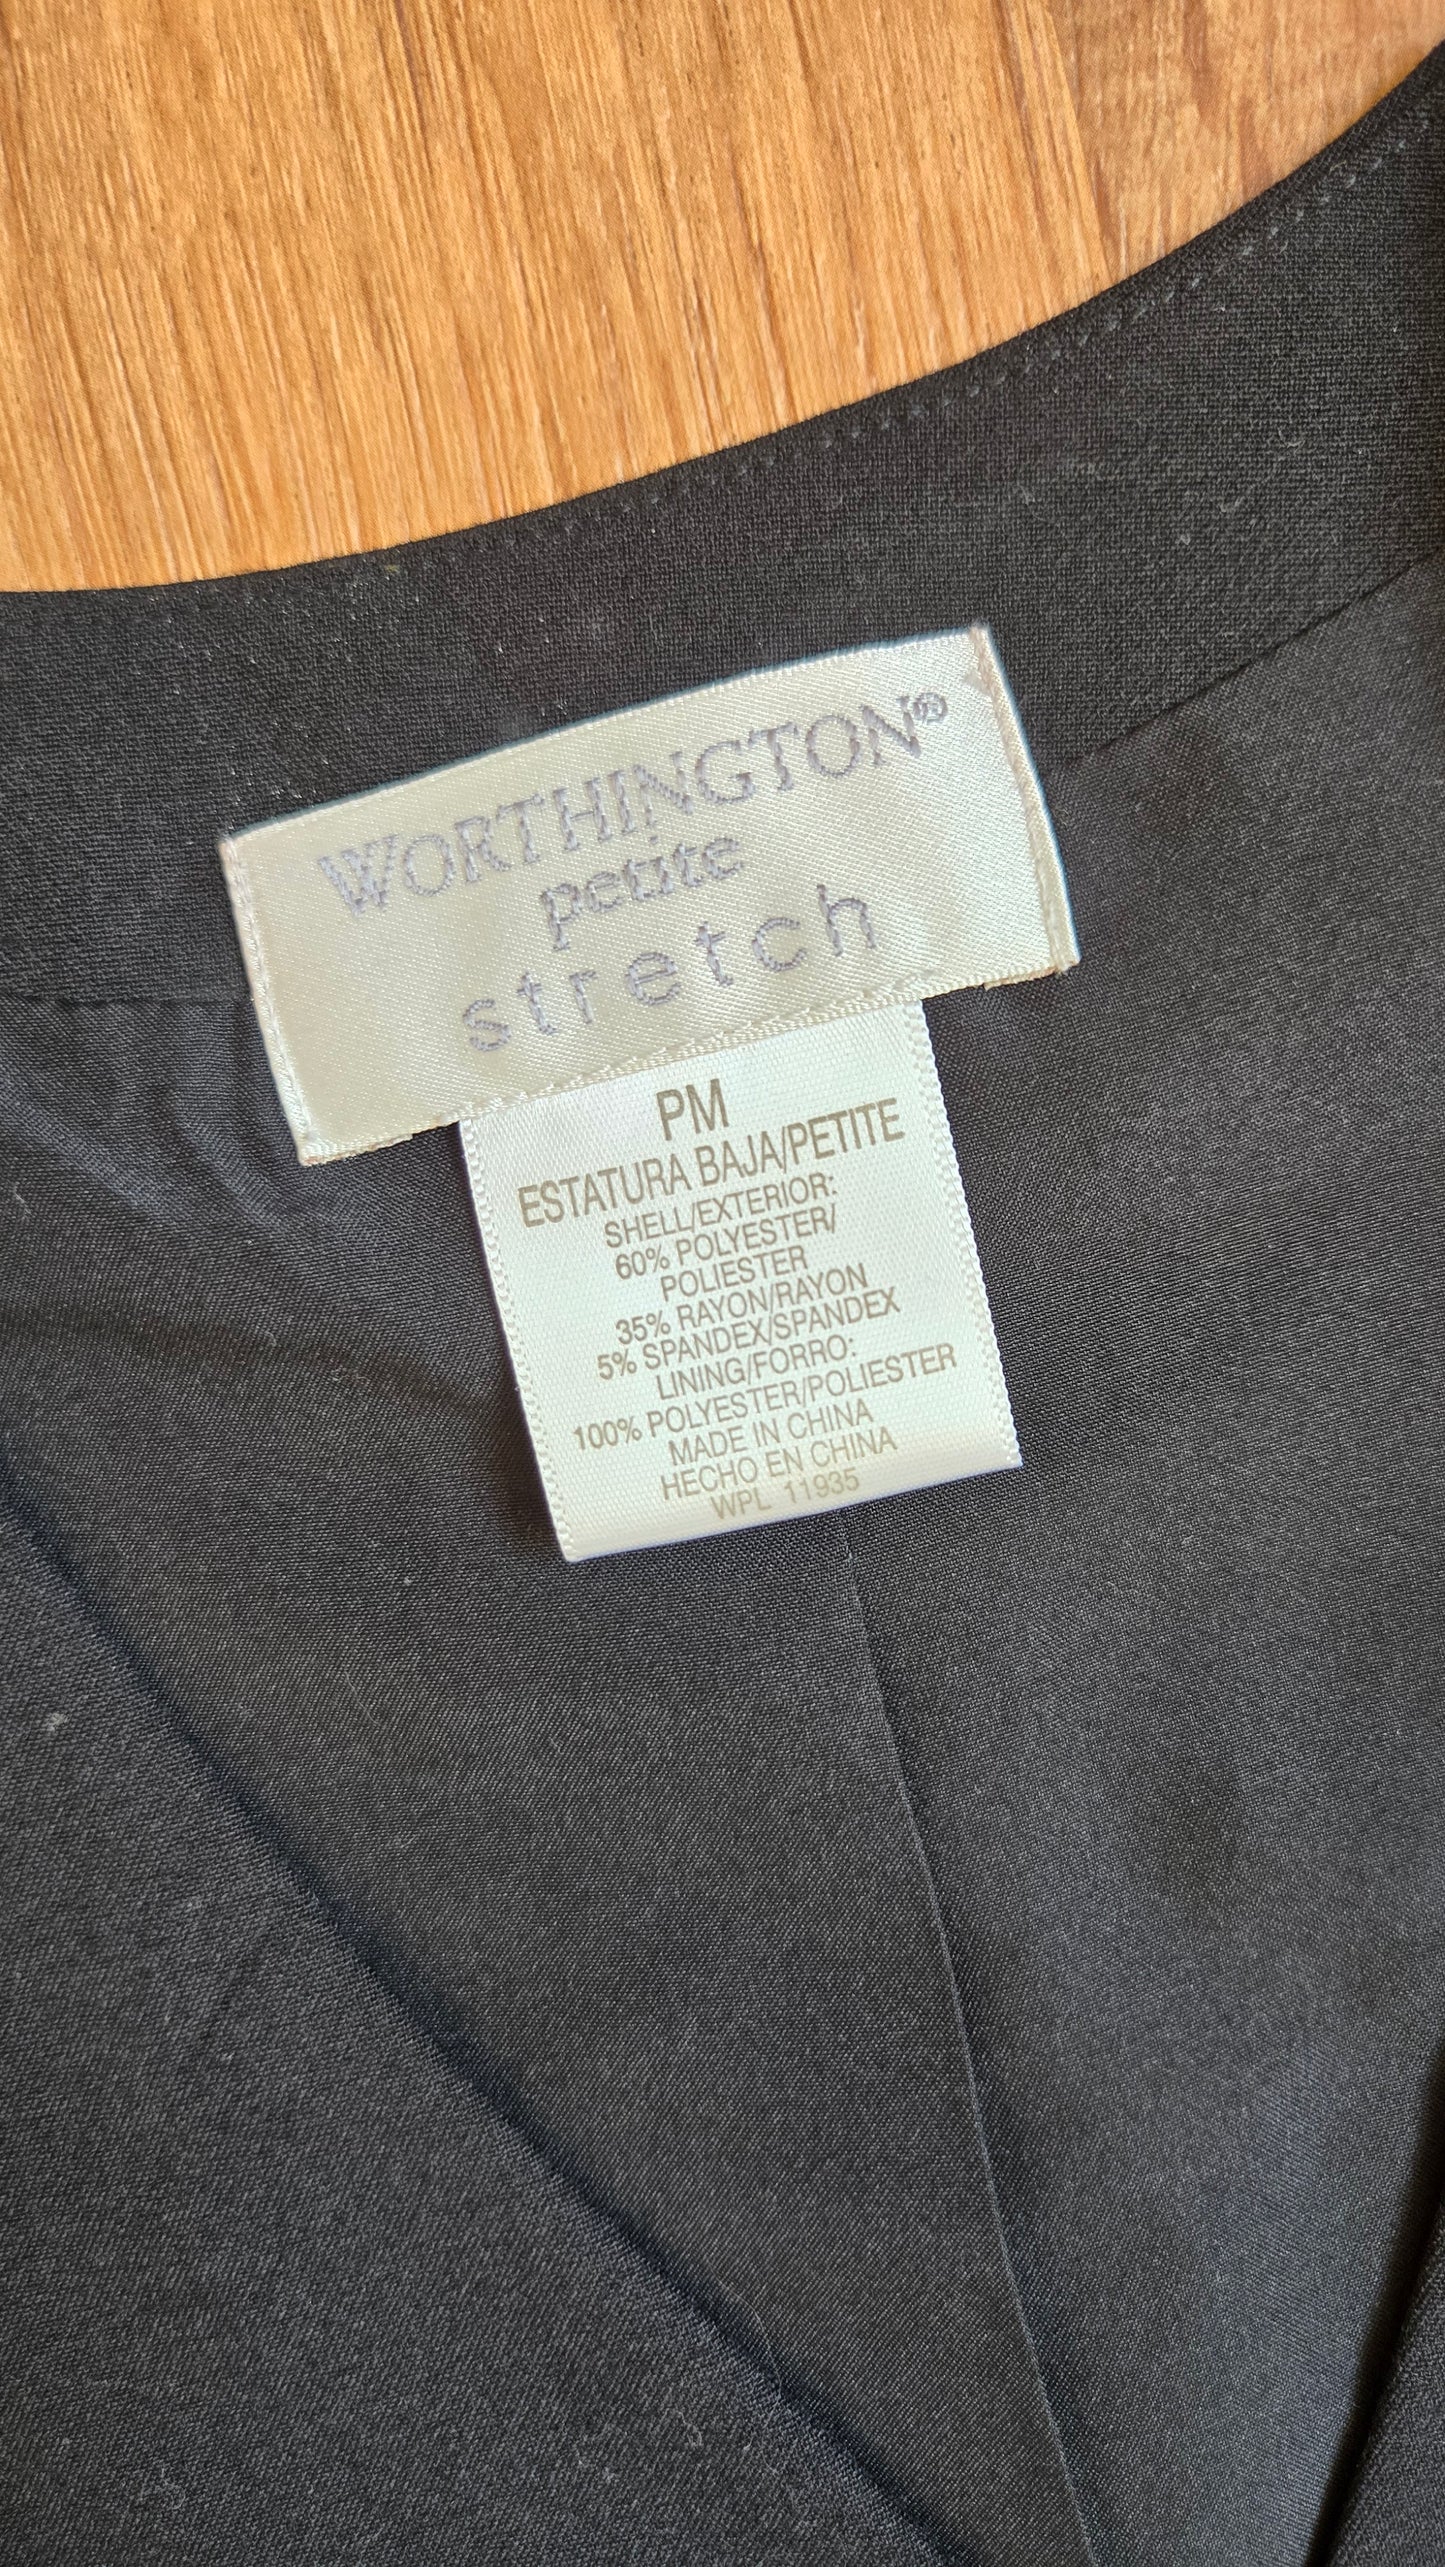 WORTHINGTON®
petite
stretch
PM
ESTATURA BAJA/PETITE
SHELL/EXTERIOR:
60% POLYESTER/
POLIESTER
35% RAYON/RAYON
5% SPANDEX/SPANDEX
LINING/FORRO:
100% POLYESTER/POLIESTER
MADE IN CHINA
HECHO EN CHINA
WPL 11935